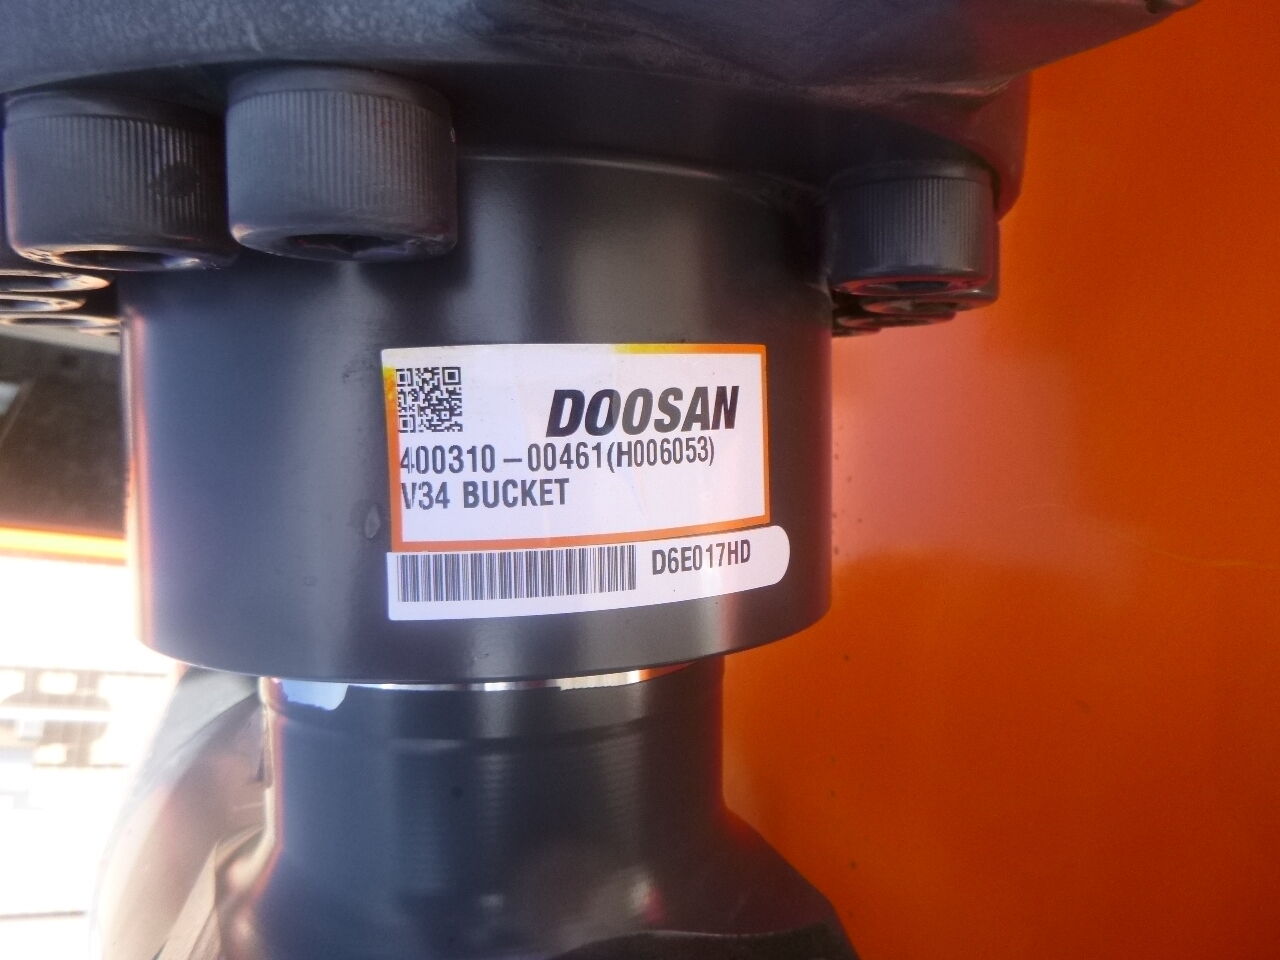 DOOSAN
400310-00461(H006053)
V34 BUCKET
D6E017HD